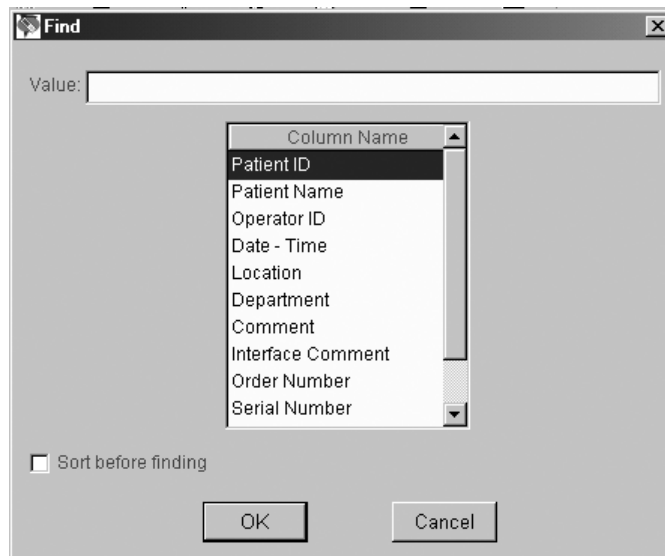 Find
Value:
Column Name
Patient ID
Patient Name
Operator ID
Date - Time
Location
Department
Comment
Interface Comment
Order Number
Serial Number
Sort before finding
OK Cancel